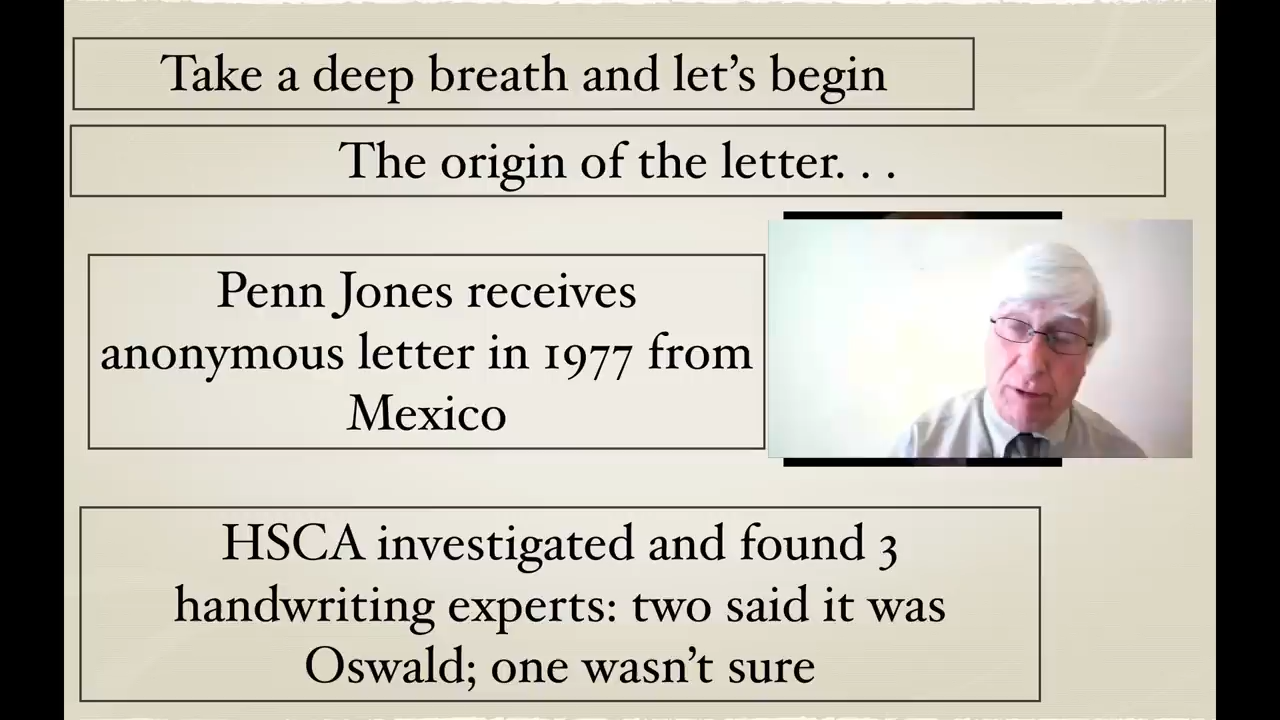 Take a deep breath and let’s begin
The origin of the letter. . .
Penn Jones receives
anonymous letter in 1977 from
Mexico
HSCA investigated and found 3
handwriting experts: two said it was
Oswald; one wasn’t sure